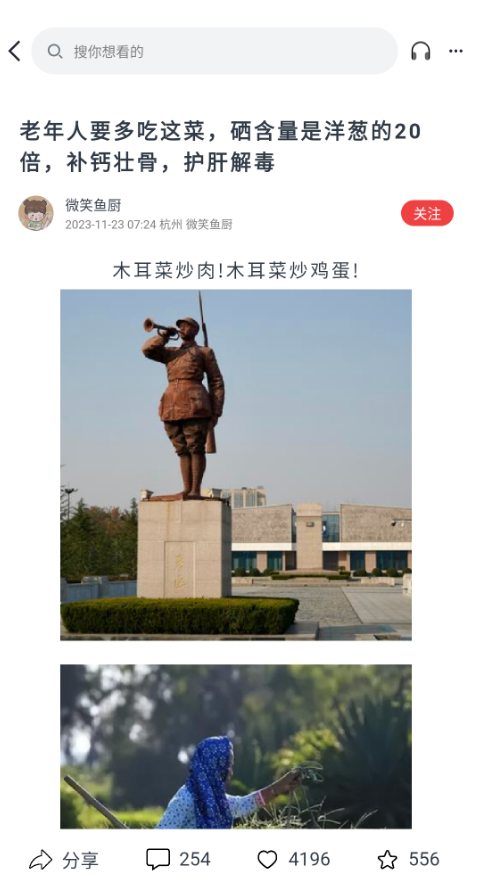 搜你想看的
老年人要多吃这菜，硒含量是洋葱的20
倍，补钙壮骨，护肝解毒
微笑鱼厨
2023-11-23 07:24 杭州 微笑鱼厨
关注
木耳菜炒肉!木耳菜炒鸡蛋!
分享
254
4196
556